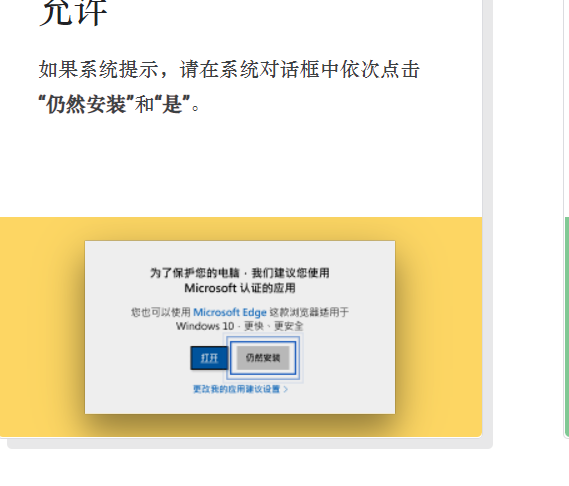 允许
如果系统提示，请在系统对话框中依次点击
“仍然安装”和“是”。
为了保护您的电脑，我们建议您使用
Microsoft 认证的应用
您也可以使用 Microsoft Edge 这款浏览器适用于
Windows 10，更快、更安全
打开
仍然安装
更改我的应用建议设置 >